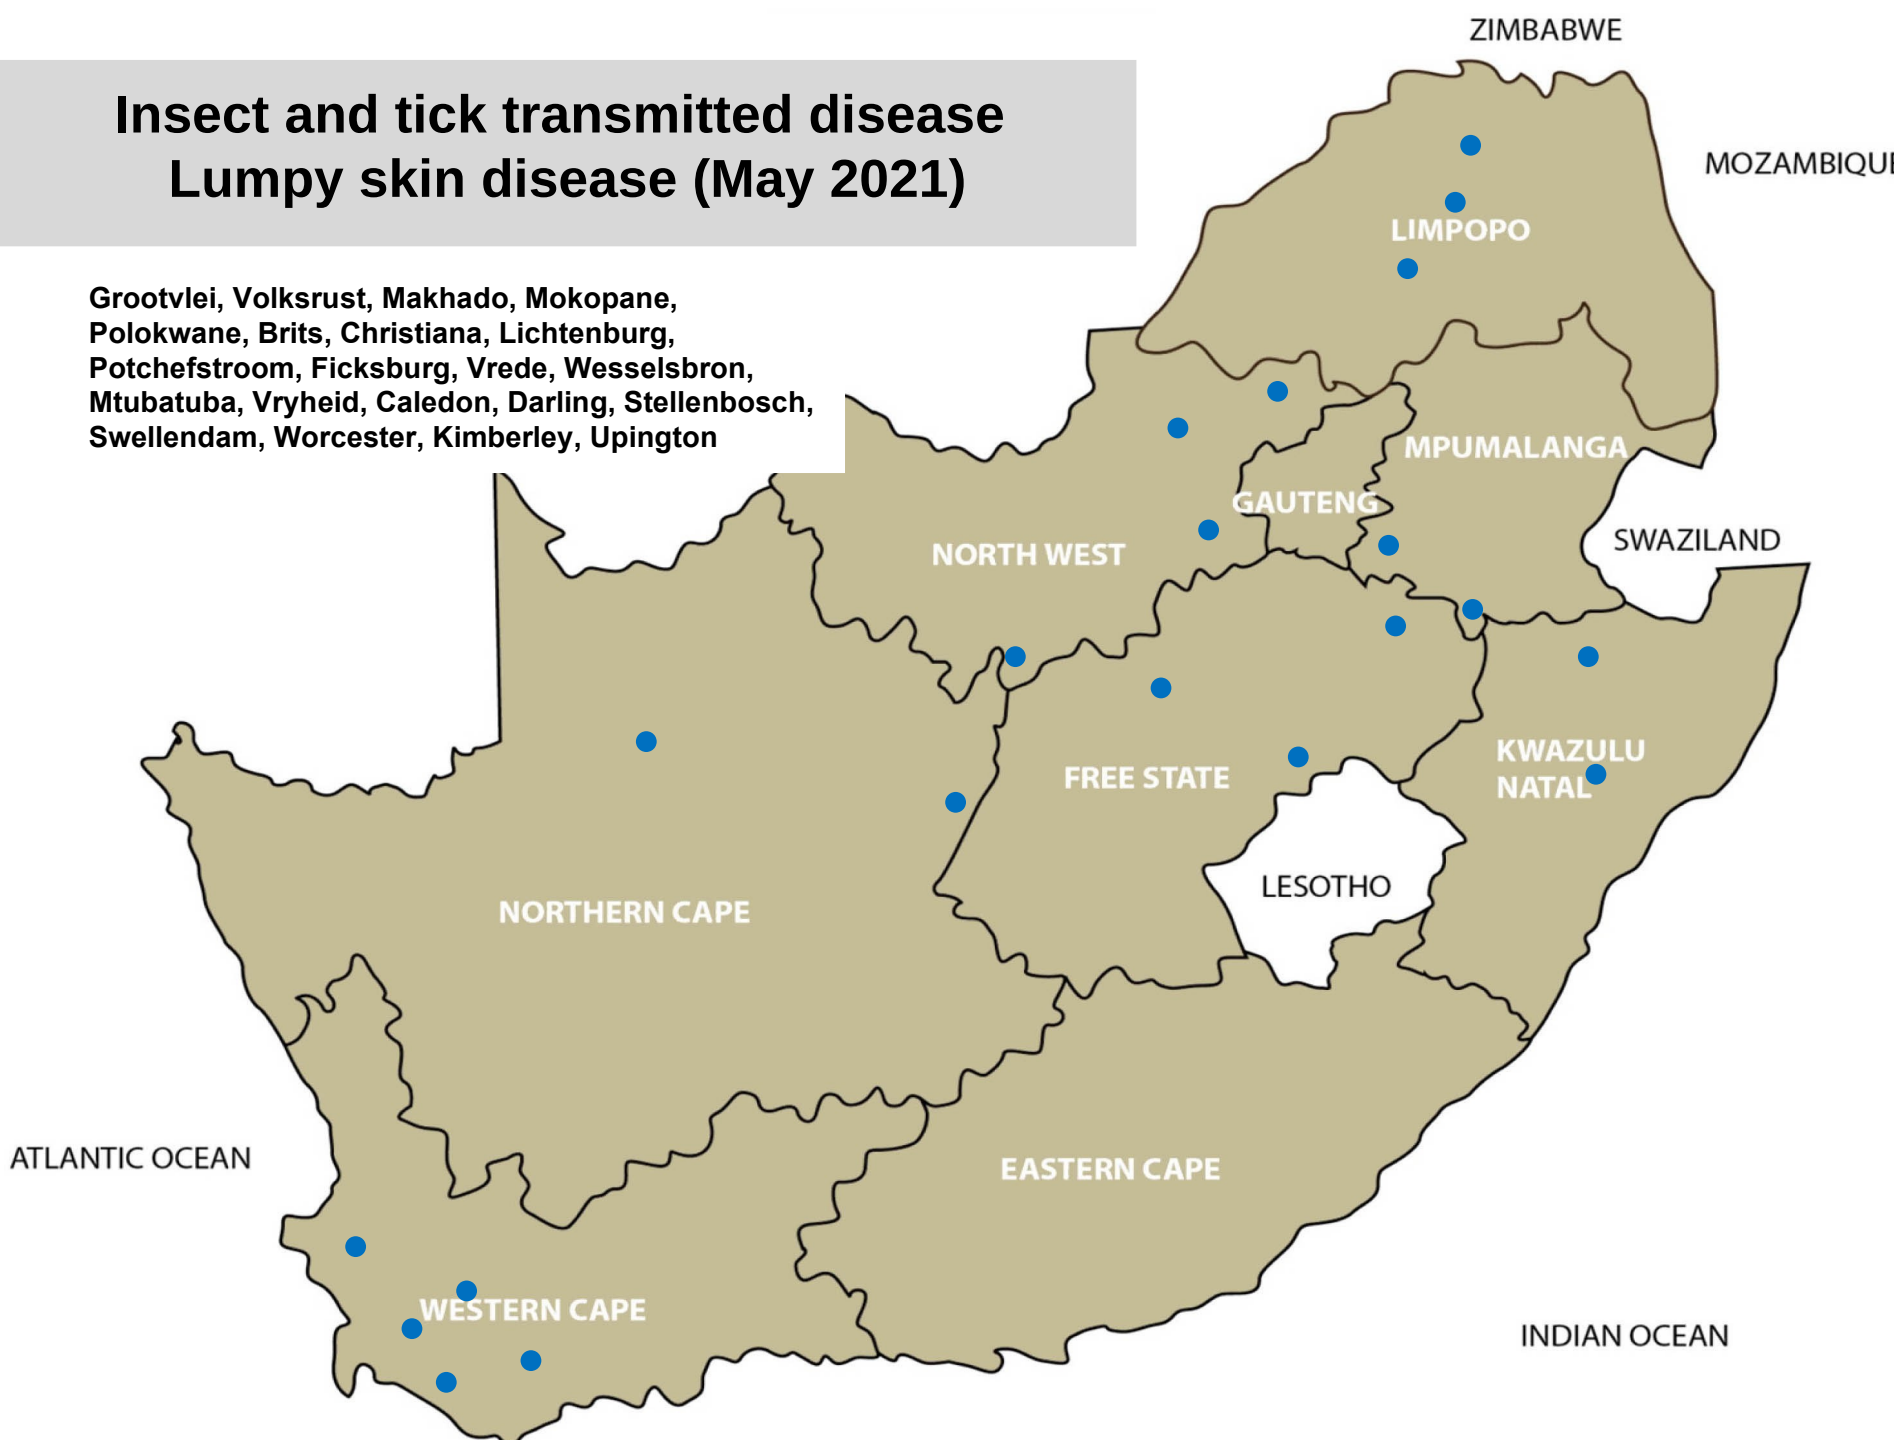 ZIMBABWE
Insect and tick transmitted disease
Lumpy skin disease (May 2021)
MOZAMBIQUE
LIMPOPO
Grootvlei, Volksrust, Makhado, Mokopane,
Polokwane, Brits, Christiana, Lichtenburg,
Potchefstroom, Ficksburg, Vrede, Wesselsbron,
Mtubatuba, Vryheid, Caledon, Darling, Stellenbosch,
Swellendam, Worcester, Kimberley, Upington
MPUMALANGA
GAUTENG
SWAZILAND
NORTH WEST
KWAZULU
NATAL
FREE STATE
LESOTHO
NORTHERN CAPE
ATLANTIC OCEAN
EASTERN CAPE
WESTERN CAPE
INDIAN OCEAN